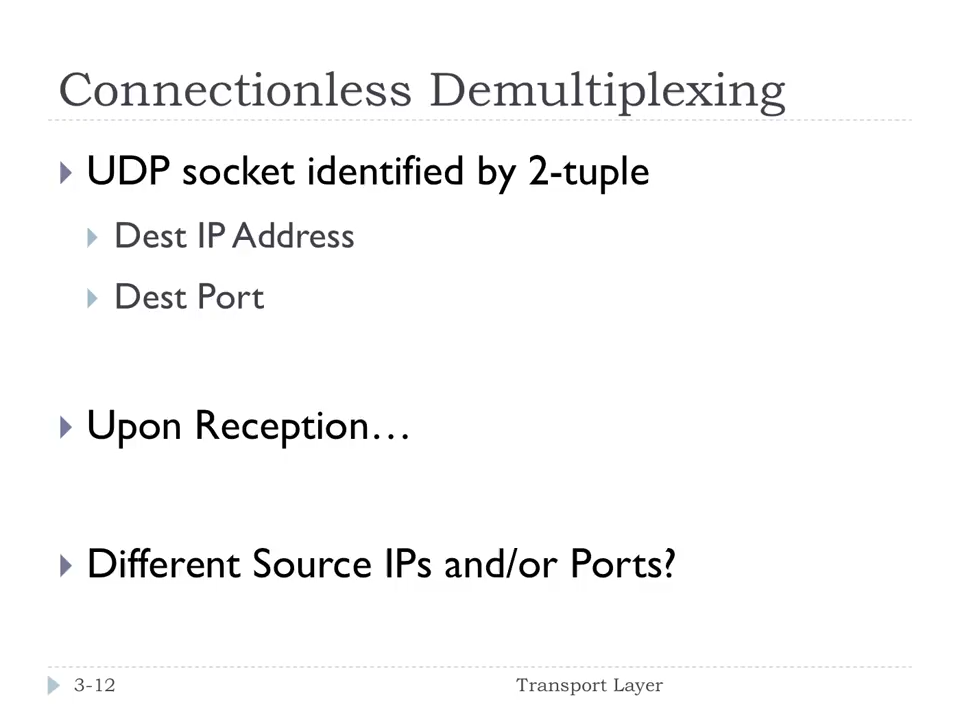 Connectionless Demultiplexing
UDP socket identified by 2-tuple
Dest IP Address
Dest Port
Upon Reception…
Different Source IPs and/or Ports?
3-12
Transport Layer